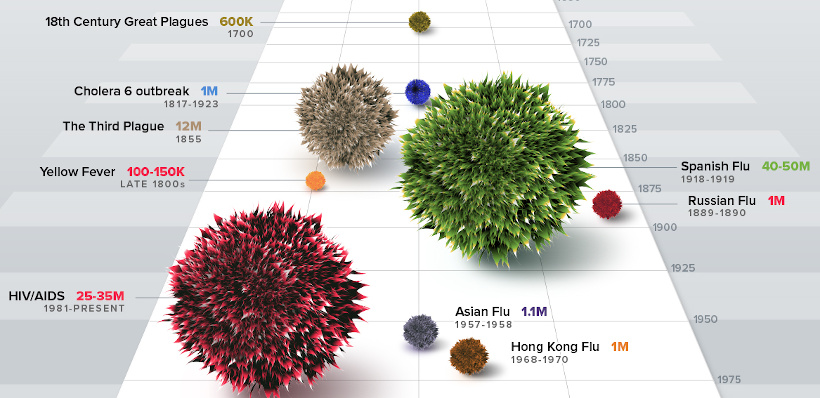 18th Century Great Plagues 600K
1700
Cholera 6 outbreak 1M
1817-1923
The Third Plague 12M
1855
Yellow Fever 100-150K
LATE 1800s
HIV/AIDS 25-35M
1981-PRESENT
Spanish Flu 40-50M
1918-1919
Russian Flu 1M
1889-1890
Asian Flu 1.1M
1957-1958
Hong Kong Flu 1M
1968-1970
1700
1725
1750
1775
1800
1825
1850
1875
1900
1925
1950
1975